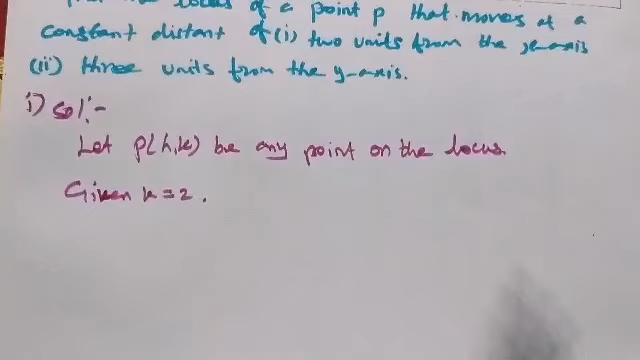 locus of a point p that moves at a
constant distant of (i) two units from the x-axis
(ii) three units from the y-axis.
i) sol:-
Let p(h,k) be any point on the locus.
Given k=2.